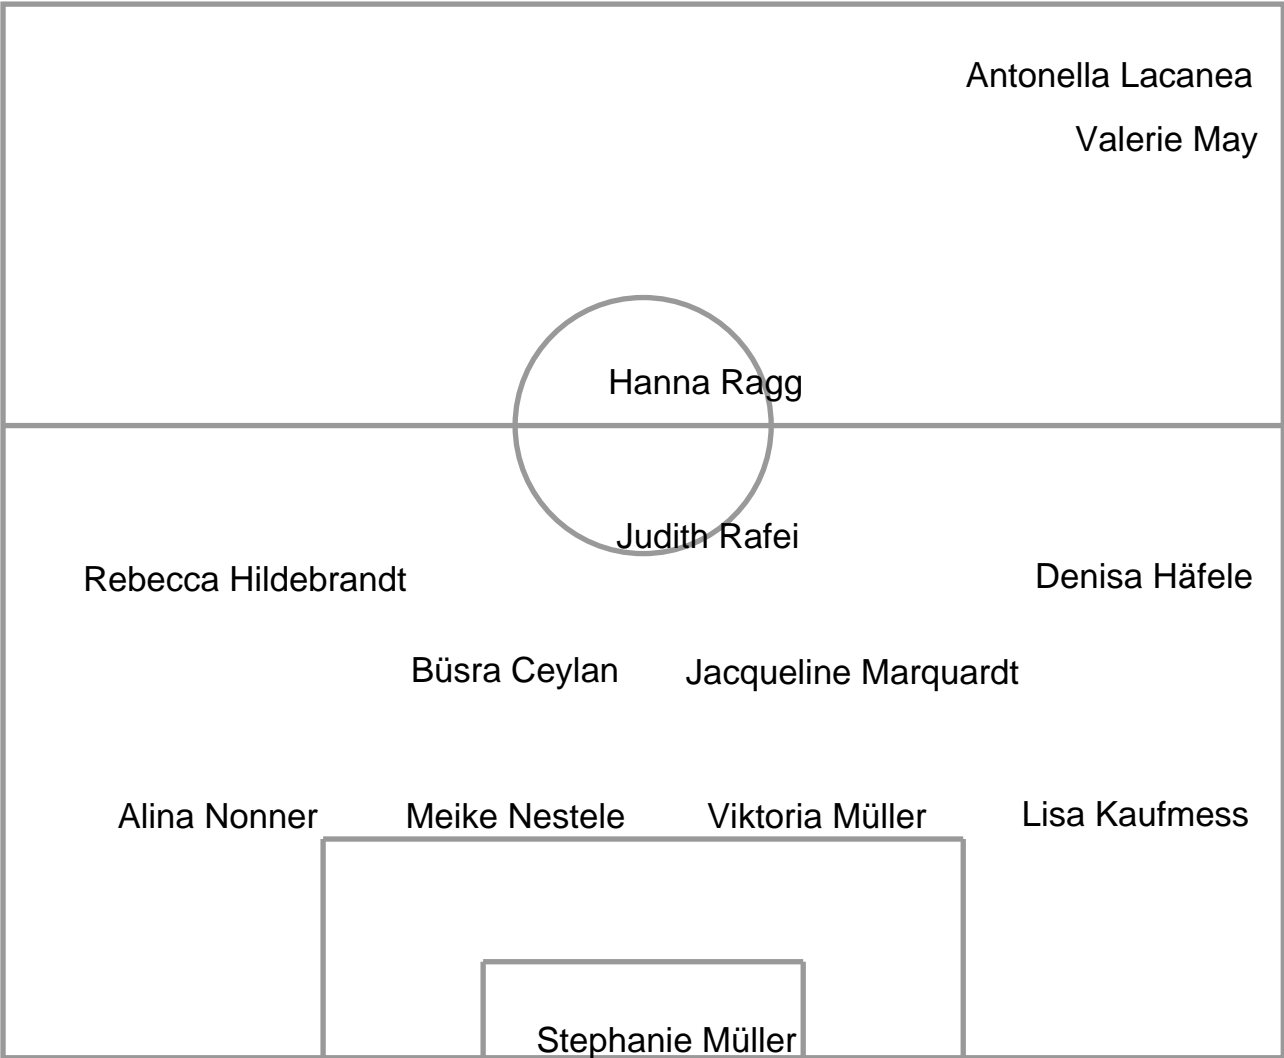 Antonella Lacanea
Valerie May
Hanna Ragg
Judith Rafei
Rebecca Hildebrandt
Denisa Häfele
Büsra Ceylan
Jacqueline Marquardt
Alina Nonner
Meike Nestele
Viktoria Müller
Lisa Kaufmess
Stephanie Müller